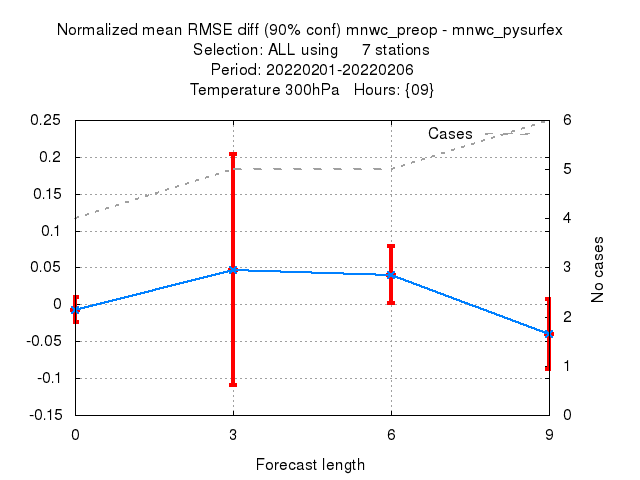 Normalized mean RMSE diff (90% conf) mnwc_preop - mnwc_pysurfex
Selection: ALL using     7 stations
Period: 20220201-20220206
Temperature 300hPa   Hours: {09}
Cases
0.25
0.2
0.15
0.1
0.05
0
-0.05
-0.1
-0.15
6
5
4
3
2
1
0
No cases
0 3 6 9
Forecast length